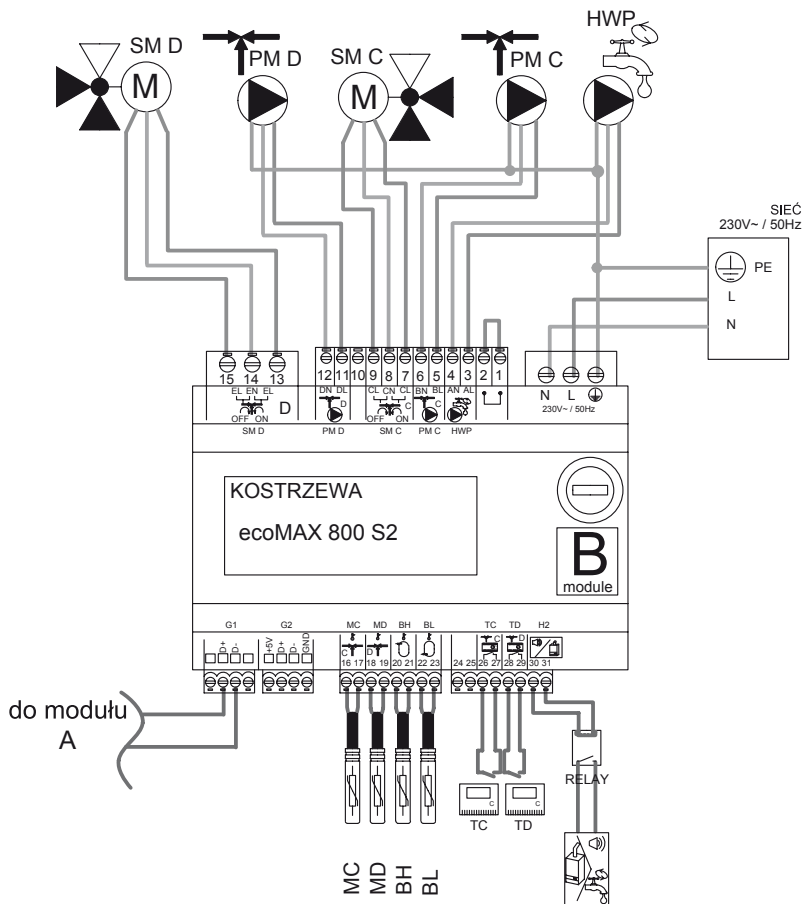 SM D
PM D
SM C
PM C
HWP
M
M
SIEĆ
230V~ / 50Hz
PE
L
N
15 14 13
12 11 10 9 8 7 6 5 4 3 2 1
EL EN EL
D
OFF ON
SM D
DN DL
D
PM D
CL CN CL
C
OFF ON
SM C
BN BL
C
PM C
AN AL
HWP
N L
230V~ / 50Hz
KOSTRZEWA
ecoMAX 800 S2
B
module
G1
G2
MC
MD
BH
BL
TC
TD
H2
D+
D-
+5V
D+
D-
GND
C
D
C
D
16 17 18 19 20 21 22 23
24 25 26 27 28 29 30 31
do modułu
A
RELAY
C
C
TC
TD
MC
MD
BH
BL